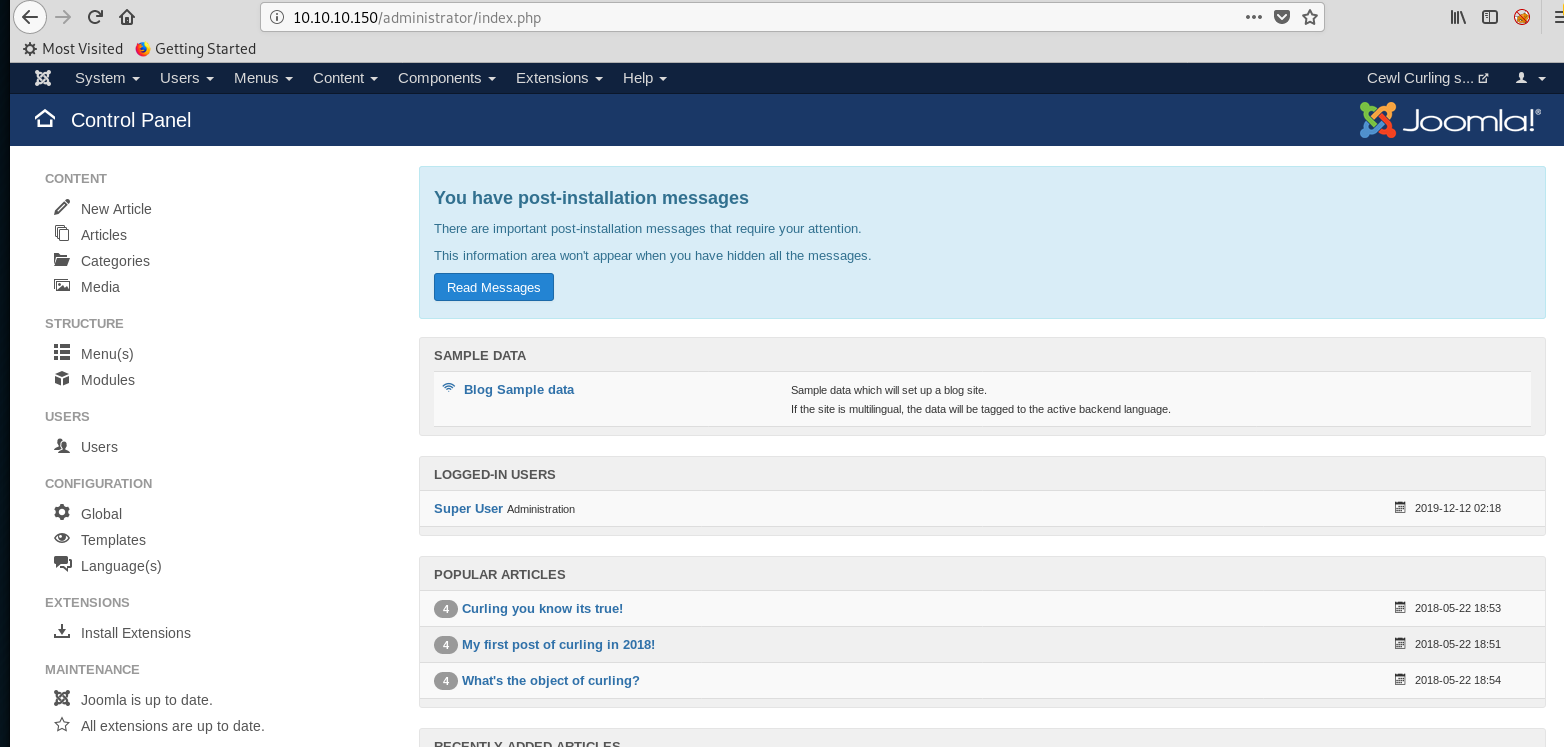 10.10.10.150/administrator/index.php
Most Visited Getting Started
System Users Menus Content Components Extensions Help Cewl Curling s...
Control Panel Joomla!®
CONTENT
New Article
Articles
Categories
Media
STRUCTURE
Menu(s)
Modules
USERS
Users
CONFIGURATION
Global
Templates
Language(s)
EXTENSIONS
Install Extensions
MAINTENANCE
Joomla is up to date.
All extensions are up to date.
You have post-installation messages
There are important post-installation messages that require your attention.
This information area won't appear when you have hidden all the messages.
Read Messages
SAMPLE DATA
Blog Sample data Sample data which will set up a blog site.
If the site is multilingual, the data will be tagged to the active backend language.
LOGGED-IN USERS
Super User Administration 2019-12-12 02:18
POPULAR ARTICLES
4 Curling you know its true! 2018-05-22 18:53
4 My first post of curling in 2018! 2018-05-22 18:51
4 What's the object of curling? 2018-05-22 18:54
RECENTLY ADDED ARTICLES